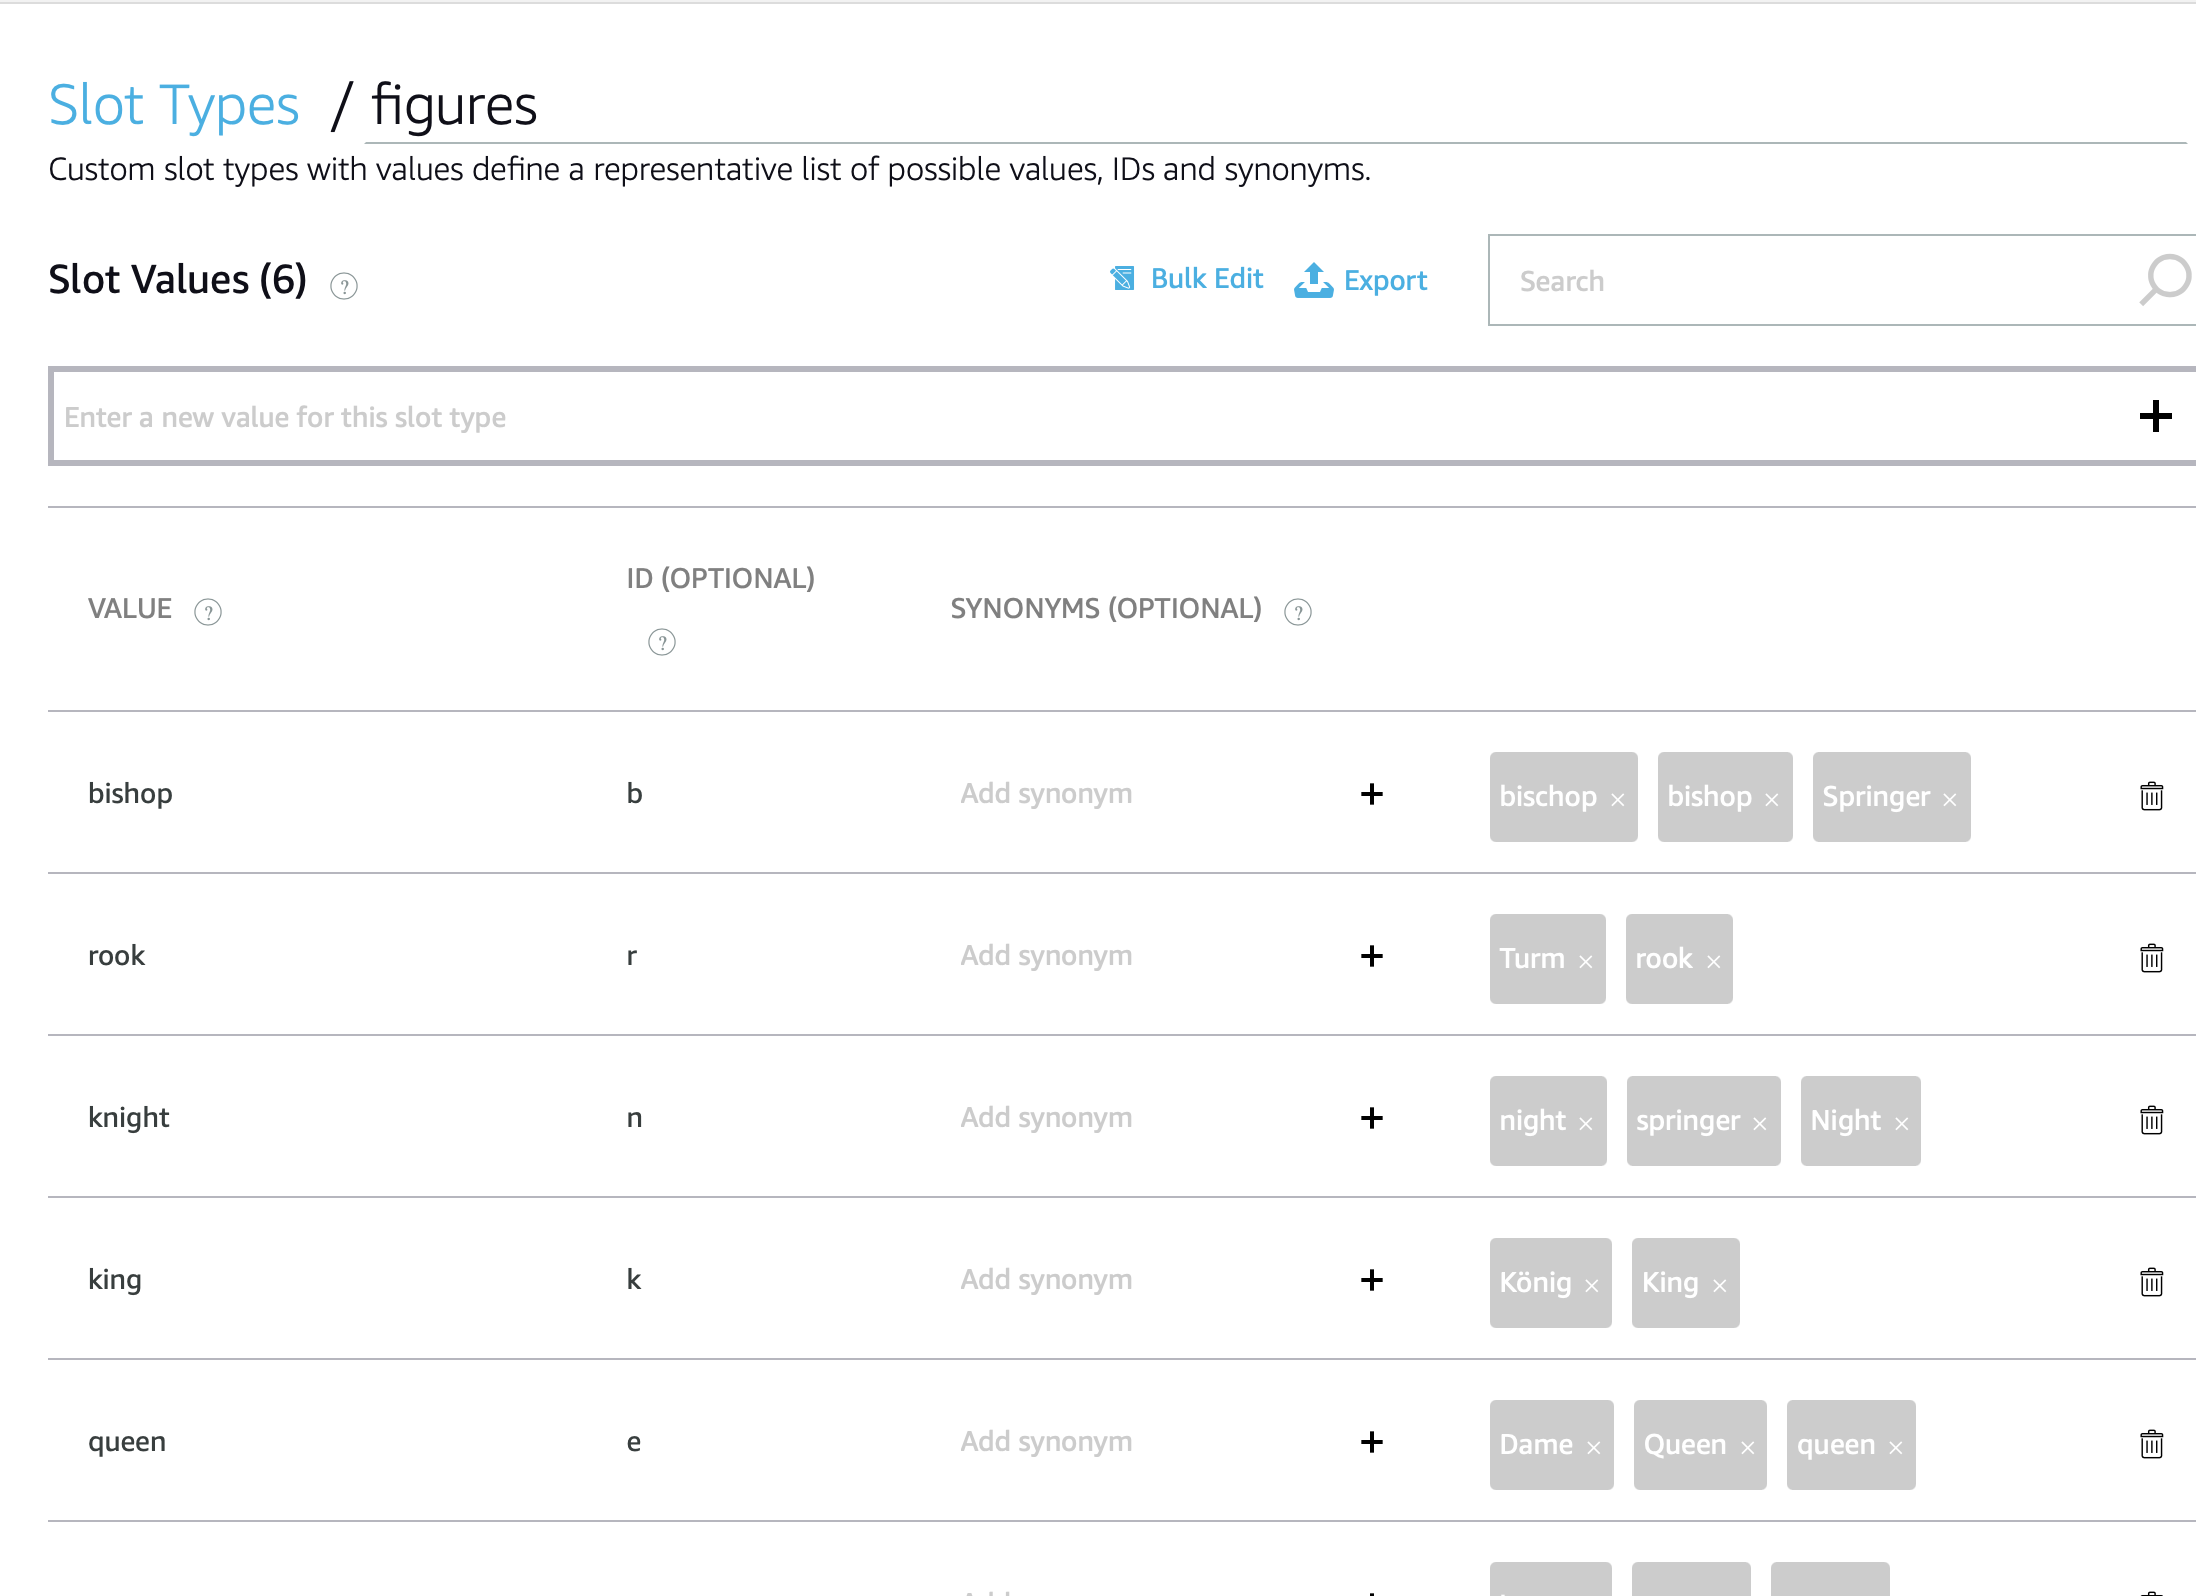 Slot Types / figures
Custom slot types with values define a representative list of possible values, IDs and synonyms.
Slot Values (6) ?
Bulk Edit Export Search
Enter a new value for this slot type +
VALUE ? ID (OPTIONAL) ? SYNONYMS (OPTIONAL) ?
bishop b Add synonym + bischop × bishop × Springer ×
rook r Add synonym + Turm × rook ×
knight n Add synonym + night × springer × Night ×
king k Add synonym + König × King ×
queen e Add synonym + Dame × Queen × queen ×